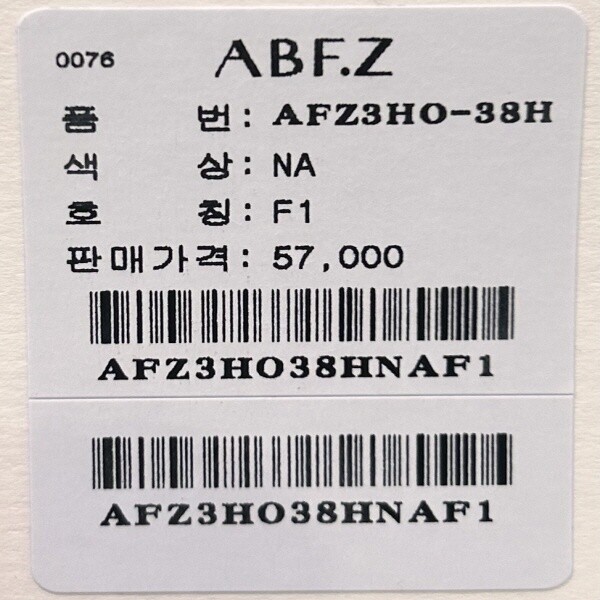 0076 ABF.Z
품 번: AFZ3HO-38H
색 상: NA
호 칭: F1
판매가격: 57,000
AFZ3HO38HNAF1
AFZ3HO38HNAF1